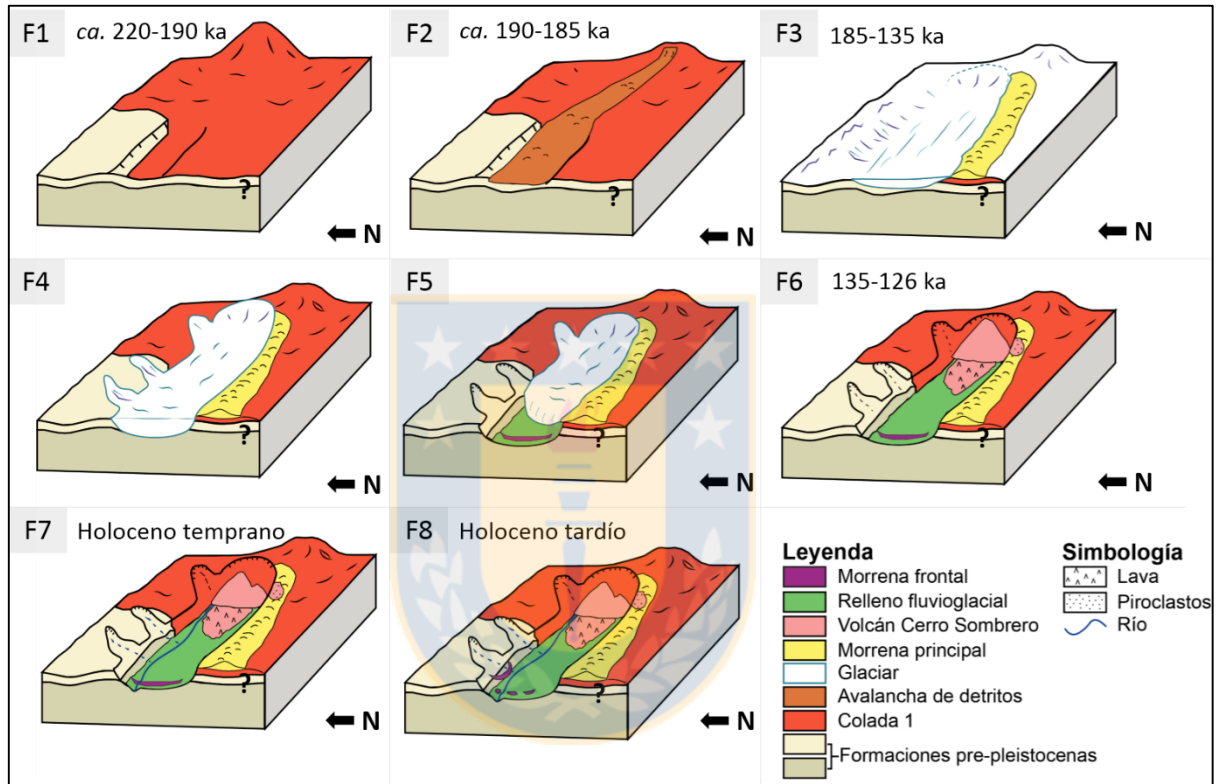 F1 ca. 220-190 ka
?
N
F2 ca. 190-185 ka
?
N
F3 185-135 ka
?
N
F4
?
N
F5
?
N
F6 135-126 ka
?
N
F7 Holoceno temprano
?
N
F8 Holoceno tardío
?
N
Leyenda
Morrena frontal
Relleno fluvioglacial
Volcán Cerro Sombrero
Morrena principal
Glaciar
Avalancha de detritos
Colada 1
Formaciones pre-pleistocenas
Simbología
Lava
Piroclastos
Río